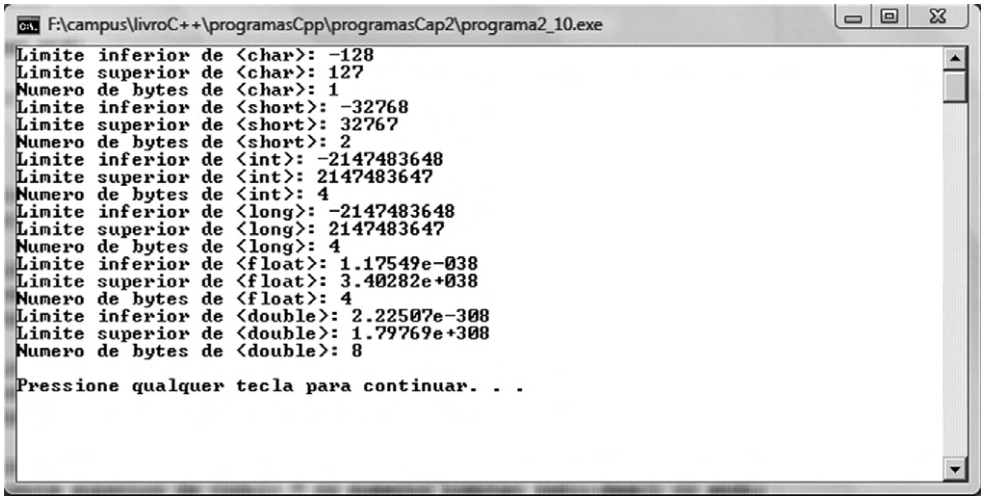 F:\campus\livroC++\programasCpp\programasCap2\programa2_10.exe
Limite inferior de <char>: -128
Limite superior de <char>: 127
Numero de bytes de <char>: 1
Limite inferior de <short>: -32768
Limite superior de <short>: 32767
Numero de bytes de <short>: 2
Limite inferior de <int>: -2147483648
Limite superior de <int>: 2147483647
Numero de bytes de <int>: 4
Limite inferior de <long>: -2147483648
Limite superior de <long>: 2147483647
Numero de bytes de <long>: 4
Limite inferior de <float>: 1.17549e-038
Limite superior de <float>: 3.40282e+038
Numero de bytes de <float>: 4
Limite inferior de <double>: 2.22507e-308
Limite superior de <double>: 1.79769e+308
Numero de bytes de <double>: 8
Pressione qualquer tecla para continuar. . .